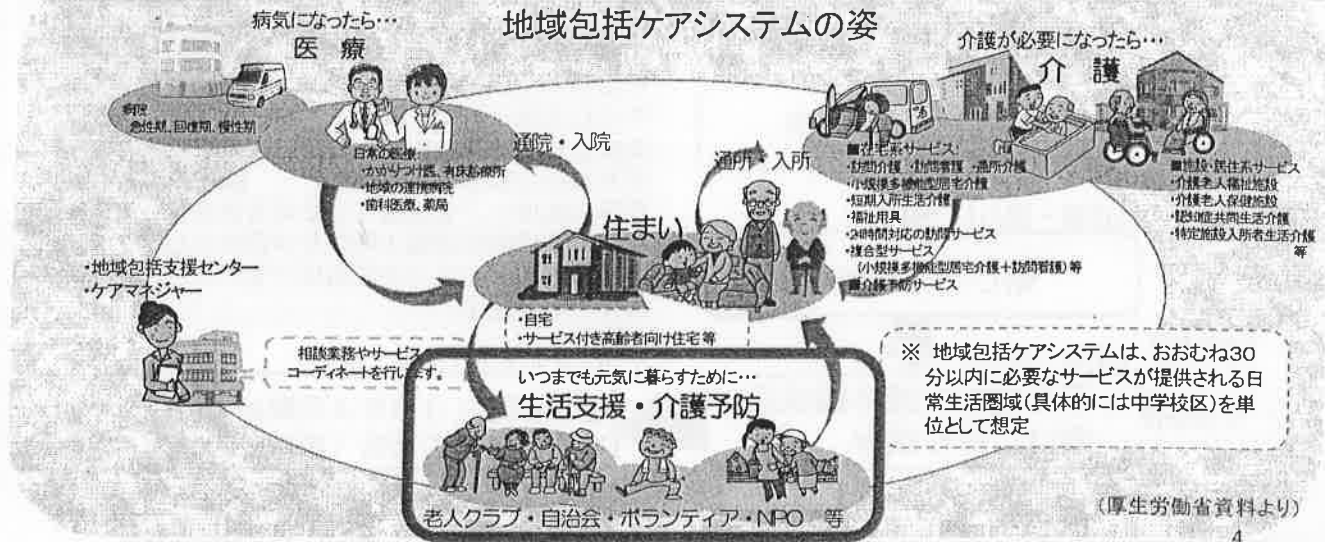 地域包括ケアシステムの姿
病気になったら…
医 療
病院:
急性期、回復期、慢性期
日常の医療:
・かかりつけ医、有床診療所
・地域の連携病院
・歯科医療、薬局
通院・入院
通所・入所
介護が必要になったら…
介 護
■在宅系サービス:
・訪問介護 ・訪問看護 ・通所介護
・小規模多機能型居宅介護
・短期入所生活介護
・福祉用具
・24時間対応の訪問サービス
・複合型サービス
(小規模多機能型居宅介護+訪問看護)等
■介護予防サービス
■施設・居住系サービス
・介護老人福祉施設
・介護老人保健施設
・認知症共同生活介護
・特定施設入所者生活介護
等
住まい
・自宅
・サービス付き高齢者向け住宅等
・地域包括支援センター
・ケアマネジャー
相談業務やサービス
コーディネートを行います。
いつまでも元気に暮らすために…
生活支援・介護予防
老人クラブ・自治会・ボランティア・NPO 等
※ 地域包括ケアシステムは、おおむね30
分以内に必要なサービスが提供される日
常生活圏域(具体的には中学校区)を単
位として想定
(厚生労働省資料より)
4